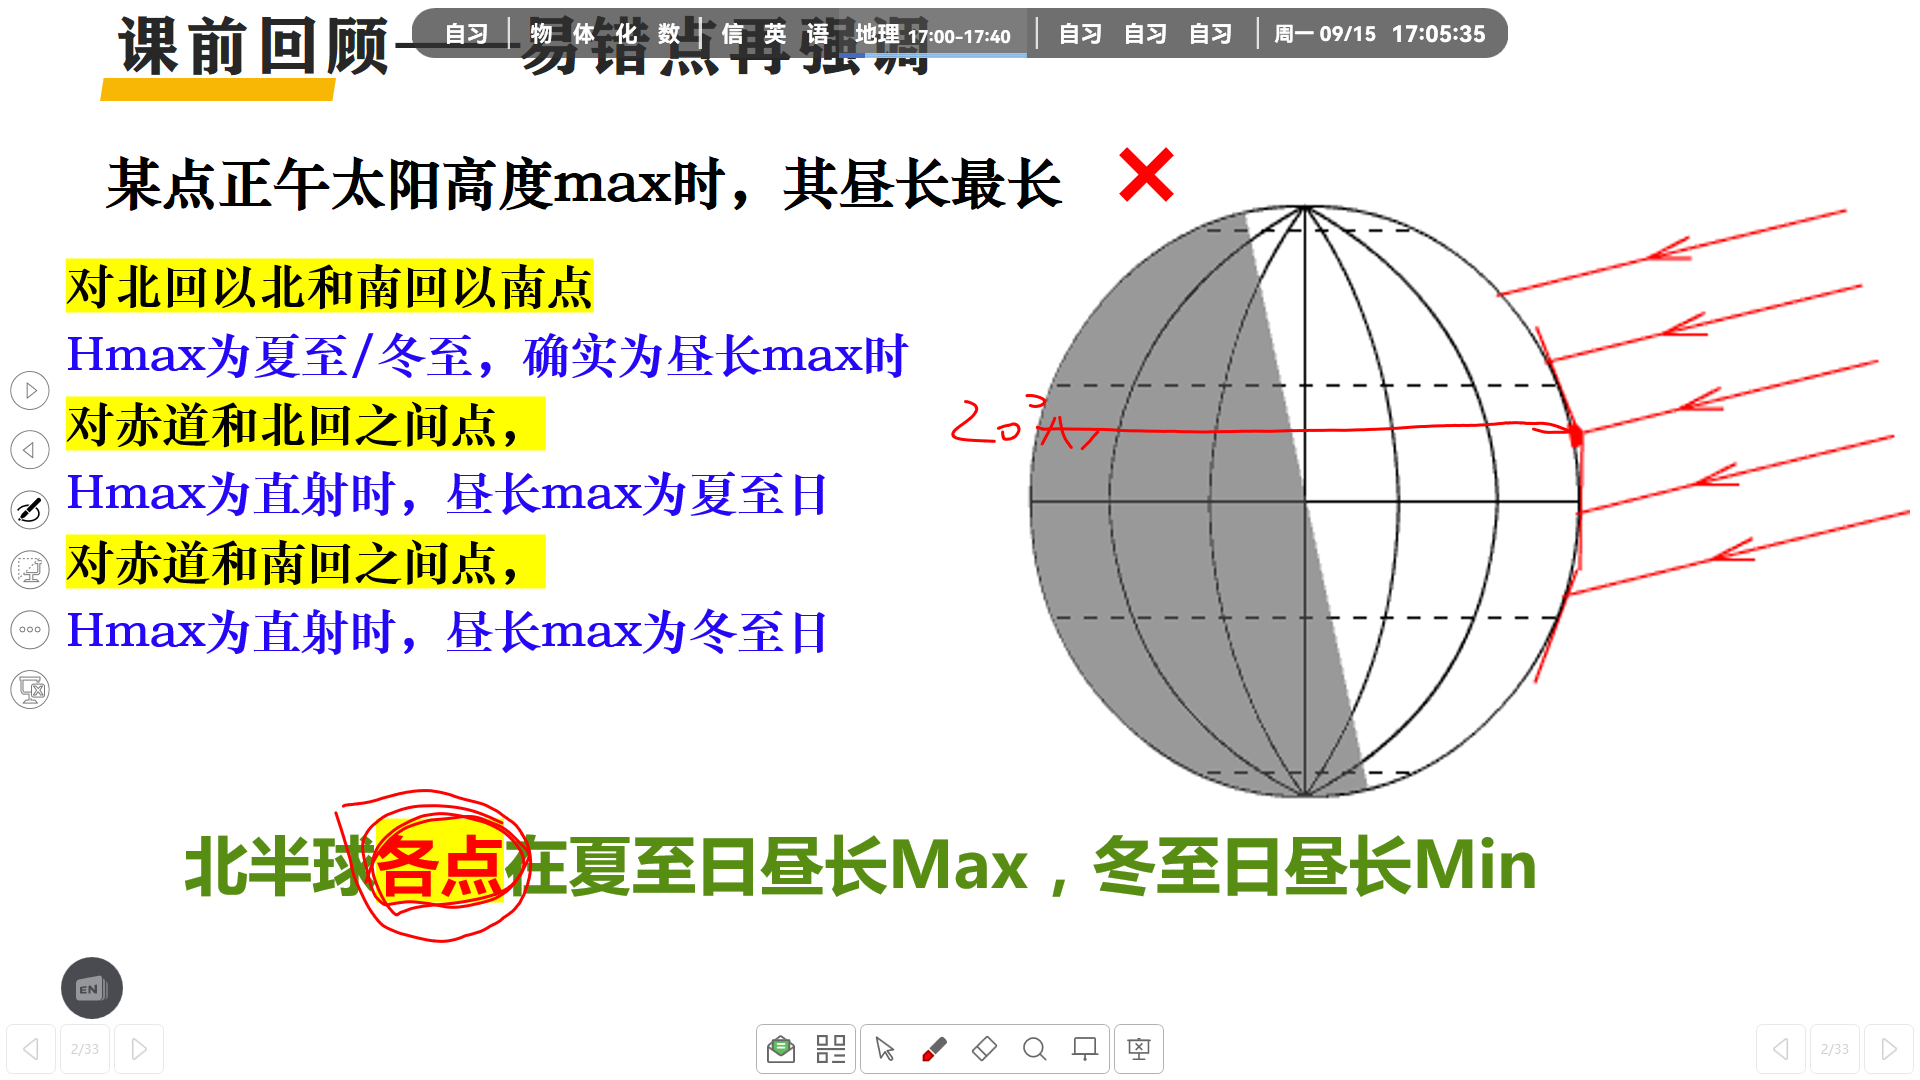 课前回顾——易错点再强调
自习 物 体 化 数 信 英 语 地理 17:00-17:40 自习 自习 自习 周一 09/15 17:05:35
某点正午太阳高度max时，其昼长最长
对北回以北和南回以南点
Hmax为夏至/冬至，确实为昼长max时
对赤道和北回之间点，
Hmax为直射时，昼长max为夏至日
对赤道和南回之间点，
Hmax为直射时，昼长max为冬至日
20°N
北半球各点在夏至日昼长Max，冬至日昼长Min
EN
2/33
2/33